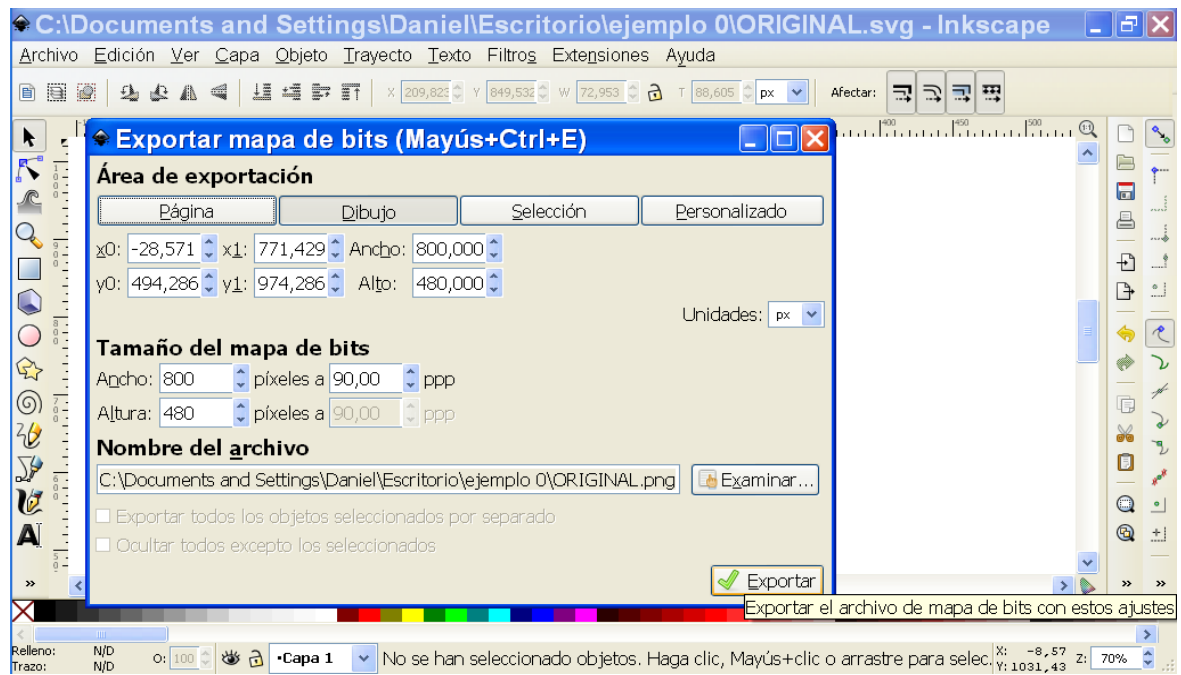 C:\Documents and Settings\Daniel\Escritorio\ejemplo 0\ORIGINAL.svg - Inkscape
Archivo Edición Ver Capa Objeto Trayecto Texto Filtros Extensiones Ayuda
X 209,823 Y 849,532 W 72,953 T 88,605 px Afectar:
Exportar mapa de bits (Mayús+Ctrl+E)
400 450 500
Área de exportación
Página Dibujo Selección Personalizado
x0: -28,571 x1: 771,429 Ancho: 800,000
y0: 494,286 y1: 974,286 Alto: 480,000
Unidades: px
Tamaño del mapa de bits
Ancho: 800 píxeles a 90,00 ppp
Altura: 480 píxeles a 90,00 ppp
Nombre del archivo
C:\Documents and Settings\Daniel\Escritorio\ejemplo 0\ORIGINAL.png Examinar...
Exportar todos los objetos seleccionados por separado
Ocultar todos excepto los seleccionados
Exportar
Exportar el archivo de mapa de bits con estos ajustes
Relleno: N/D
Trazo: N/D
O: 100 •Capa 1 No se han seleccionado objetos. Haga clic, Mayús+clic o arrastre para selec.
X: -8,57
Y: 1031,43
Z: 70%